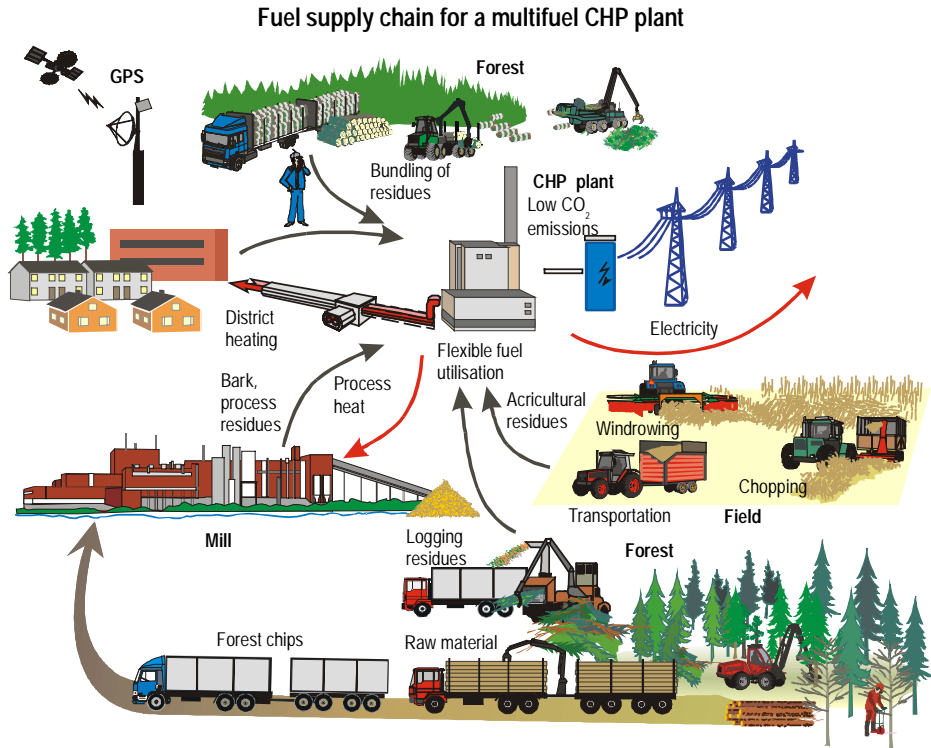 Fuel supply chain for a multifuel CHP plant
GPS
Forest
Bundling of
residues
CHP plant
Low CO2
emissions
District
heating
Flexible fuel
utilisation
Electricity
Bark,
process
residues
Process
heat
Acricultural
residues
Windrowing
Chopping
Transportation
Field
Mill
Logging
residues
Forest
Forest chips
Raw material